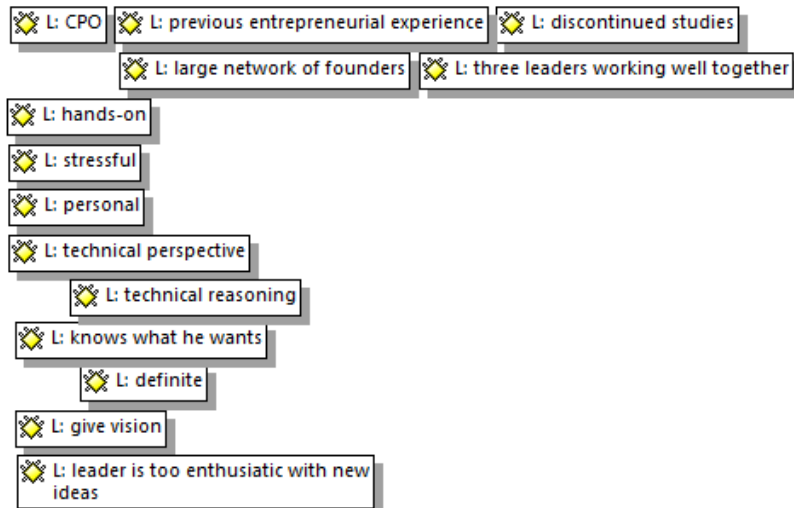 L: CPO L: previous entrepreneurial experience L: discontinued studies
L: large network of founders L: three leaders working well together
L: hands-on
L: stressful
L: personal
L: technical perspective
L: technical reasoning
L: knows what he wants
L: definite
L: give vision
L: leader is too enthusiatic with new
ideas